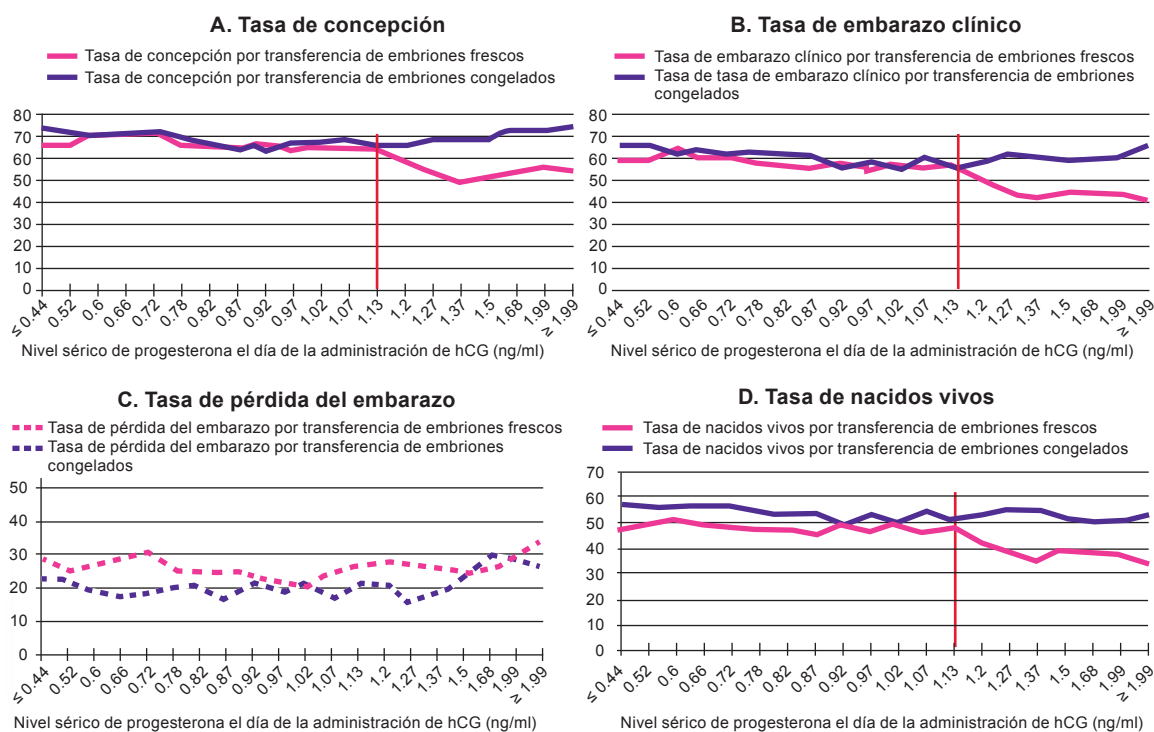 A. Tasa de concepción
Tasa de concepción por transferencia de embriones frescos
Tasa de concepción por transferencia de embriones congelados
80
70
60
50
40
30
20
10
0
≤ 0.44 0.52 0.6 0.66 0.72 0.78 0.82 0.87 0.92 0.97 1.02 1.07 1.13 1.2 1.27 1.37 1.5 1.68 1.99 ≥ 1.99
Nivel sérico de progesterona el día de la administración de hCG (ng/ml)
B. Tasa de embarazo clínico
Tasa de embarazo clínico por transferencia de embriones frescos
Tasa de tasa de embarazo clínico por transferencia de embriones
congelados
80
70
60
50
40
30
20
10
0
≤ 0.44 0.52 0.6 0.66 0.72 0.78 0.82 0.87 0.92 0.97 1.02 1.07 1.13 1.2 1.27 1.37 1.5 1.68 1.99 ≥ 1.99
Nivel sérico de progesterona el día de la administración de hCG (ng/ml)
C. Tasa de pérdida del embarazo
Tasa de pérdida del embarazo por transferencia de embriones frescos
Tasa de pérdida del embarazo por transferencia de embriones
congelados
50
40
30
20
10
0
≤ 0.44 0.52 0.6 0.66 0.72 0.78 0.82 0.87 0.92 0.97 1.02 1.07 1.13 1.2 1.27 1.37 1.5 1.68 1.99 ≥ 1.99
Nivel sérico de progesterona el día de la administración de hCG (ng/ml)
D. Tasa de nacidos vivos
Tasa de nacidos vivos por transferencia de embriones frescos
Tasa de nacidos vivos por transferencia de embriones congelados
70
60
50
40
30
20
10
0
≤ 0.44 0.52 0.6 0.66 0.72 0.78 0.82 0.87 0.92 0.97 1.02 1.07 1.13 1.2 1.27 1.37 1.5 1.68 1.99 ≥ 1.99
Nivel sérico de progesterona el día de la administración de hCG (ng/ml)